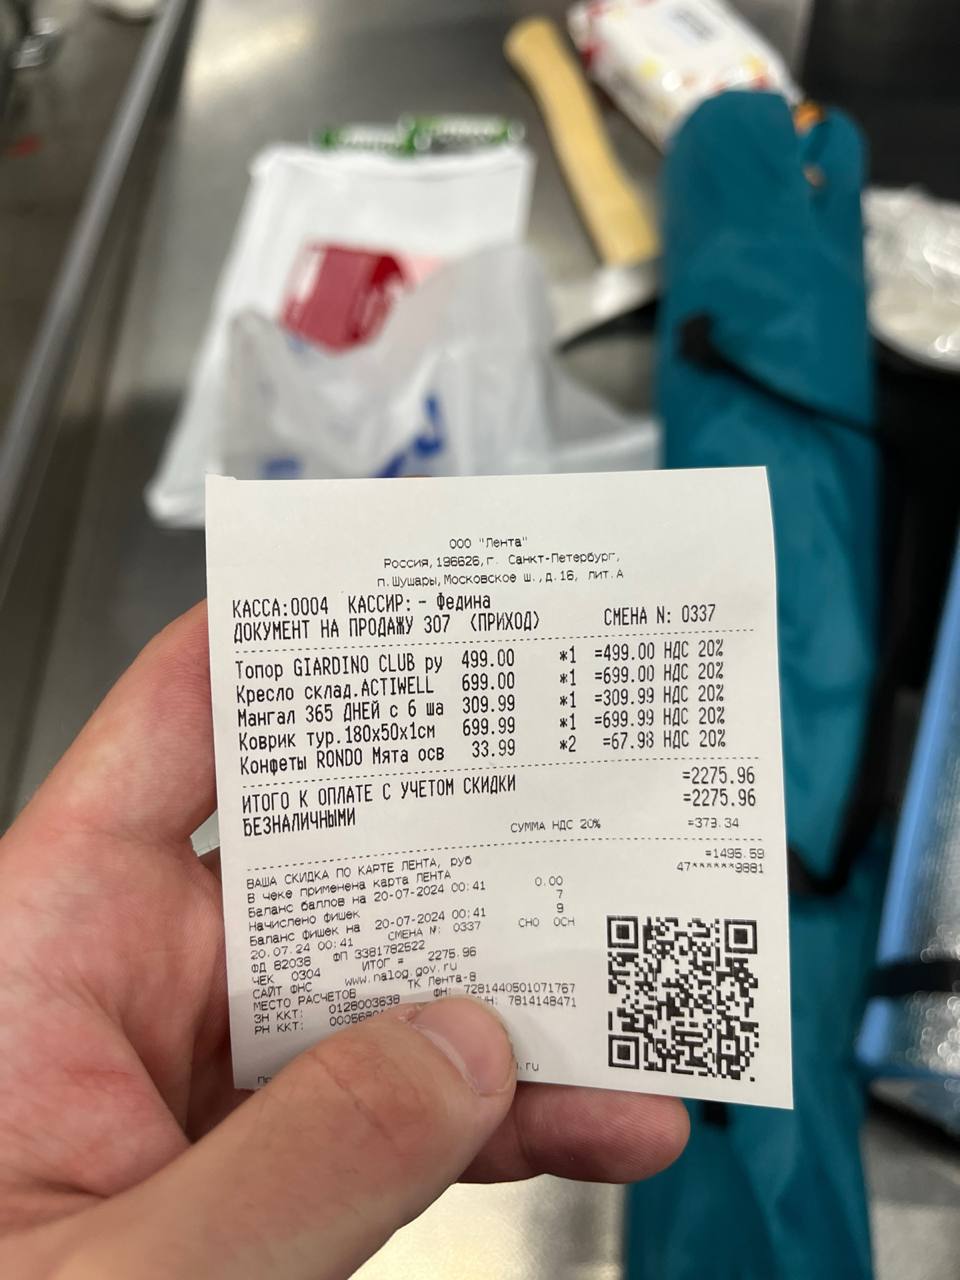 ООО "Лента"
Россия, 196626, г. Санкт-Петербург,
п. Шушары, Московское ш., д. 16, лит. А
КАССА:0004 КАССИР: - Федина
ДОКУМЕНТ НА ПРОДАЖУ 307 (ПРИХОД) СМЕНА N: 0337
Топор GIARDINO CLUB ру 499.00 *1 =499.00 НДС 20%
Кресло склад.ACTIWELL 699.00 *1 =699.00 НДС 20%
Мангал 365 ДНЕЙ с 6 ша 309.99 *1 =309.99 НДС 20%
Коврик тур.180х50х1см 699.99 *1 =699.99 НДС 20%
Конфеты RONDO Мята осв 33.99 *2 =67.98 НДС 20%
ИТОГО К ОПЛАТЕ С УЧЕТОМ СКИДКИ =2275.96
БЕЗНАЛИЧНЫМИ =2275.96
СУММА НДС 20% =379.34
ВАША СКИДКА ПО КАРТЕ ЛЕНТА, руб =1495.59
В чеке применена карта ЛЕНТА 47******9881
Баланс баллов на 20-07-2024 00:41 0.00
Начислено фишек 7
Баланс фишек на 20-07-2024 00:41 9
20.07.24 00:41 СМЕНА N: 0337 СНО ОСН
ФД 82038 ФП 3381782522
ЧЕК 0304 ИТОГ = 2275.96
САЙТ ФНС www.nalog.gov.ru
МЕСТО РАСЧЕТОВ ТК Лента-8
ЗН ККТ: 0128003638 ФН: 7281440501071767
РН ККТ: 7814148471